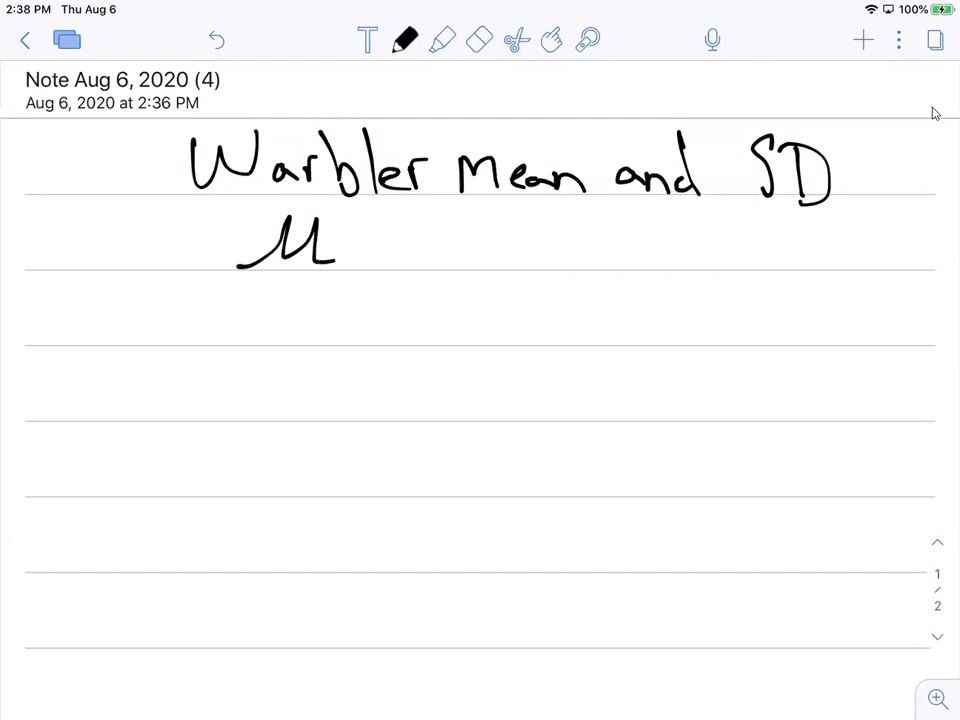 2:38 PM Thu Aug 6 100%
T
Note Aug 6, 2020 (4)
Aug 6, 2020 at 2:36 PM
Warbler Mean and SD
μ
1
/
2